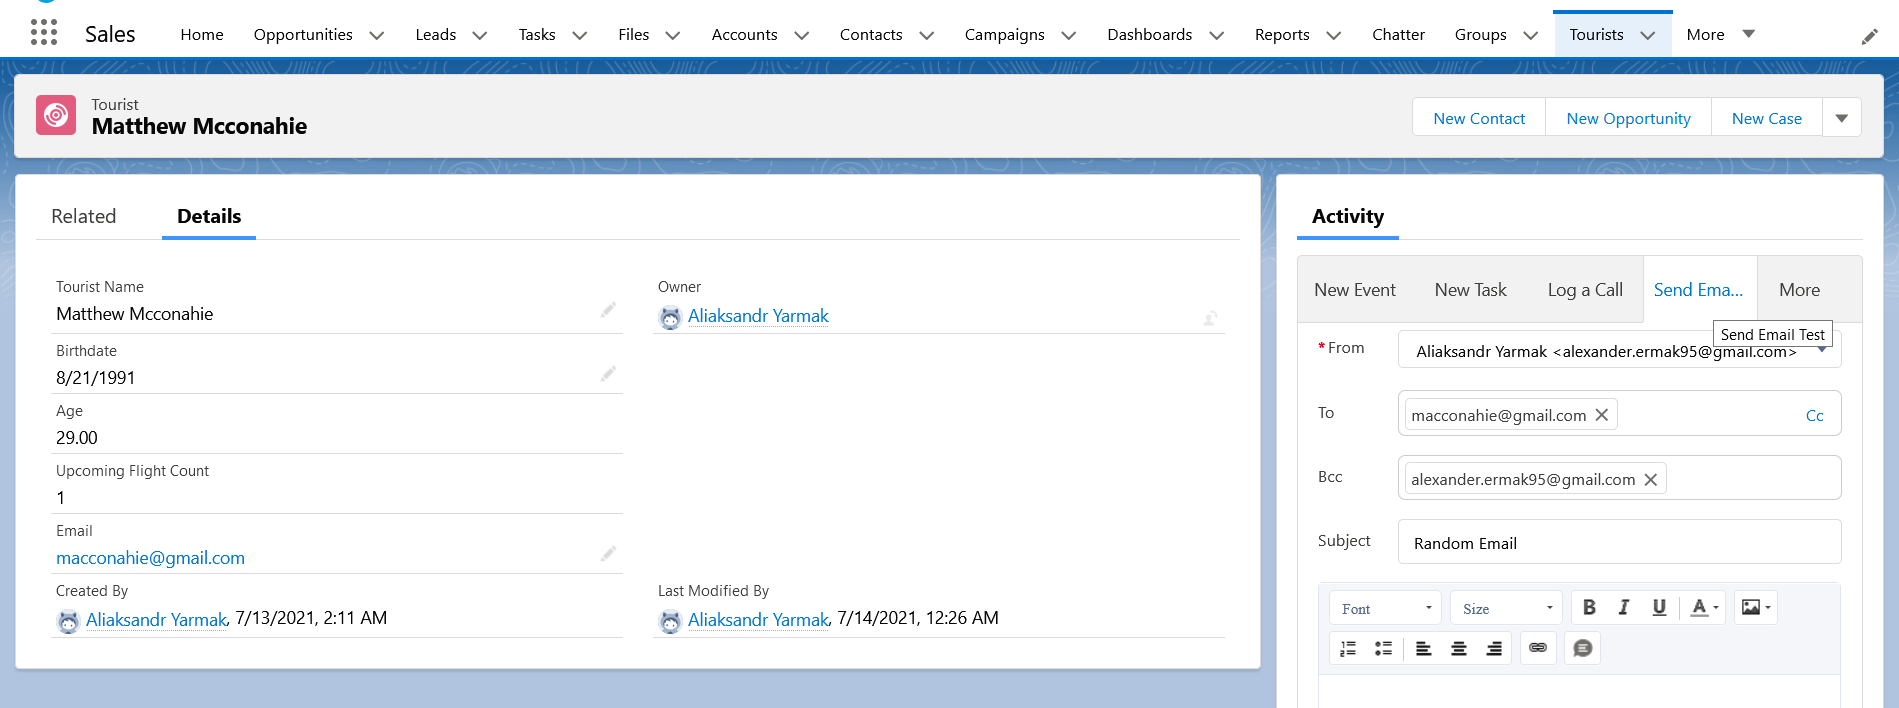 Sales Home Opportunities Leads Tasks Files Accounts Contacts Campaigns Dashboards Reports Chatter Groups Tourists More
Tourist
Matthew Mcconahie
New Contact New Opportunity New Case
Related Details
Tourist Name
Matthew Mcconahie
Owner
Aliaksandr Yarmak
Birthdate
8/21/1991
Age
29.00
Upcoming Flight Count
1
Email
macconahie@gmail.com
Created By
Aliaksandr Yarmak, 7/13/2021, 2:11 AM
Last Modified By
Aliaksandr Yarmak, 7/14/2021, 12:26 AM
Activity
New Event New Task Log a Call Send Ema... More
Send Email Test
*From Aliaksandr Yarmak <alexander.ermak95@gmail.com>
To macconahie@gmail.com Cc
Bcc alexander.ermak95@gmail.com
Subject Random Email
Font Size B I U A